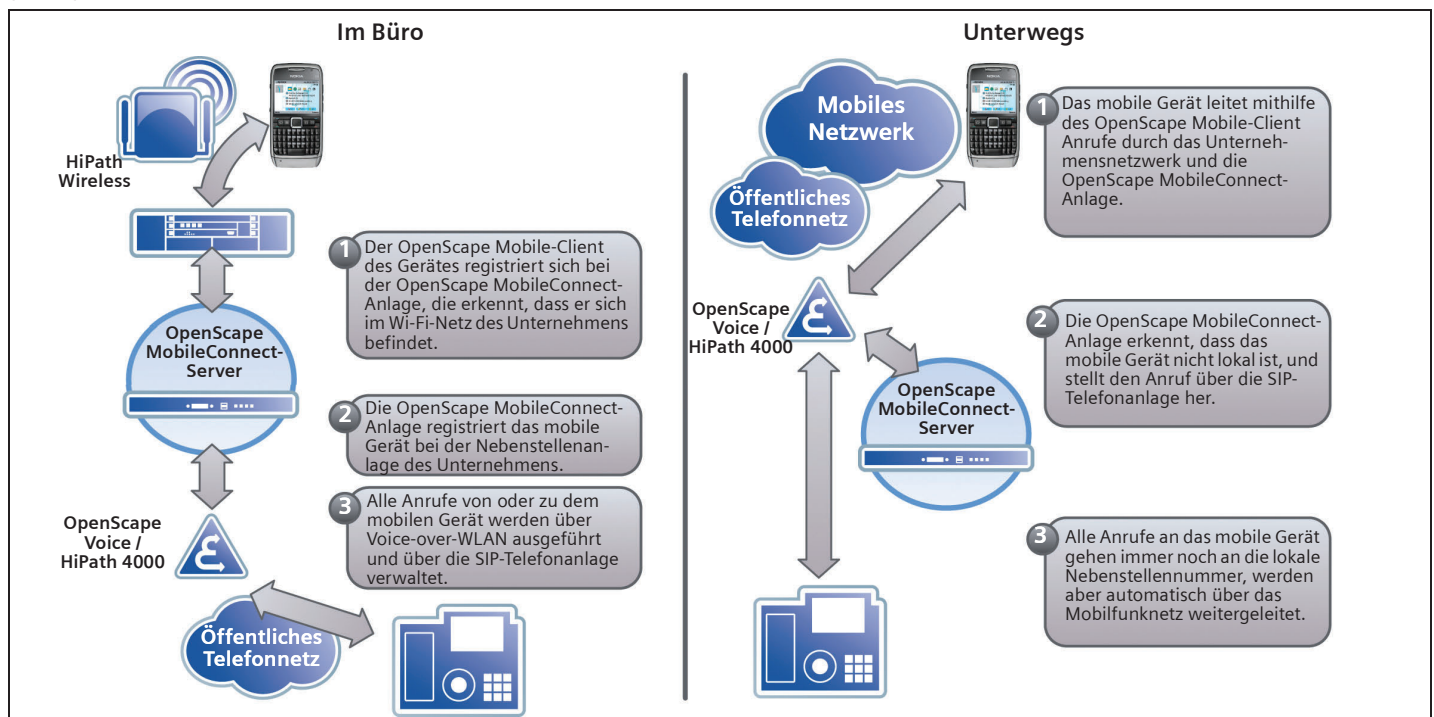 Im Büro
HiPath
Wireless
1
Der OpenScape Mobile-Client
des Gerätes registriert sich bei
der OpenScape MobileConnect-
Anlage, die erkennt, dass er sich
im Wi-Fi-Netz des Unternehmens
befindet.
OpenScape
MobileConnect-
Server
2
Die OpenScape MobileConnect-
Anlage registriert das mobile
Gerät bei der Nebenstellenan-
lage des Unternehmens.
3
Alle Anrufe von oder zu dem
mobilen Gerät werden über
Voice-over-WLAN ausgeführt
und über die SIP-Telefonanlage
verwaltet.
OpenScape
Voice /
HiPath 4000
Öffentliches
Telefonnetz
Unterwegs
Mobiles
Netzwerk
Öffentliches
Telefonnetz
1
Das mobile Gerät leitet mithilfe
des OpenScape Mobile-Client
Anrufe durch das Unterneh-
mensnetzwerk und die
OpenScape MobileConnect-
Anlage.
OpenScape
Voice /
HiPath 4000
2
Die OpenScape MobileConnect-
Anlage erkennt, dass das
mobile Gerät nicht lokal ist, und
stellt den Anruf über die SIP-
Telefonanlage her.
OpenScape
MobileConnect-
Server
3
Alle Anrufe an das mobile Gerät
gehen immer noch an die lokale
Nebenstellennummer, werden
aber automatisch über das
Mobilfunknetz weitergeleitet.